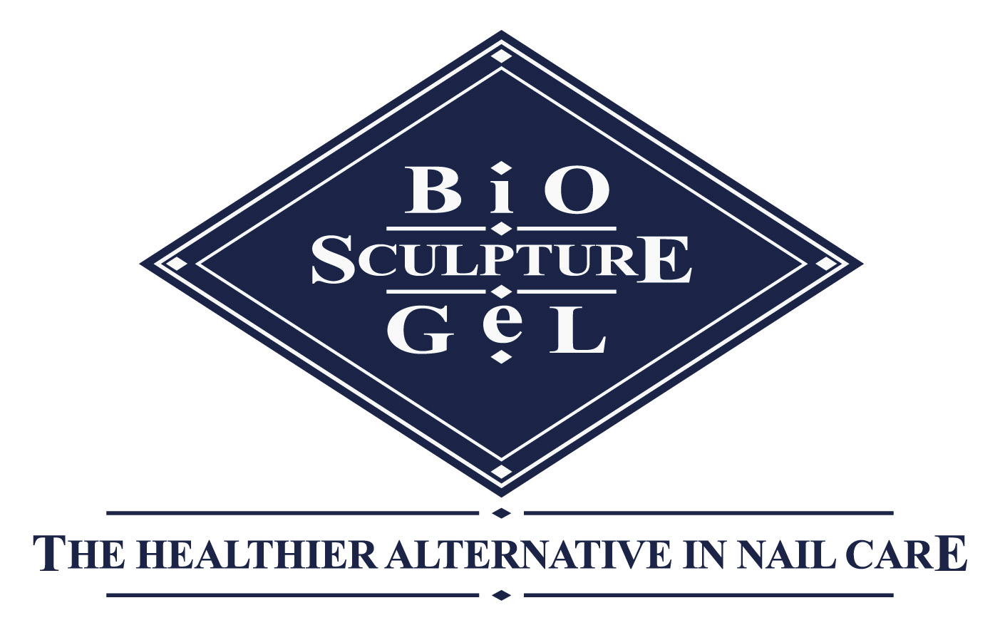 BiO
SCULPTURE
GeL
THE HEALTHIER ALTERNATIVE IN NAIL CARE